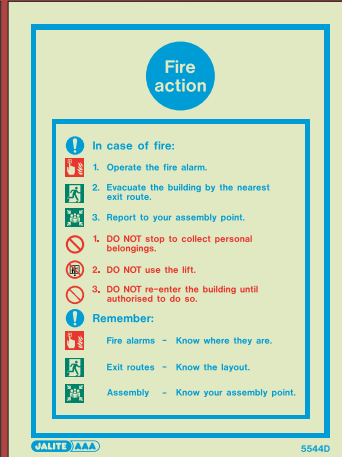 Fire
action
In case of fire:
1. Operate the fire alarm.
2. Evacuate the building by the nearest
exit route.
3. Report to your assembly point.
1. DO NOT stop to collect personal
belongings.
2. DO NOT use the lift.
3. DO NOT re-enter the building until
authorised to do so.
Remember:
Fire alarms - Know where they are.
Exit routes - Know the layout.
Assembly - Know your assembly point.
JALITE AAA
5544D